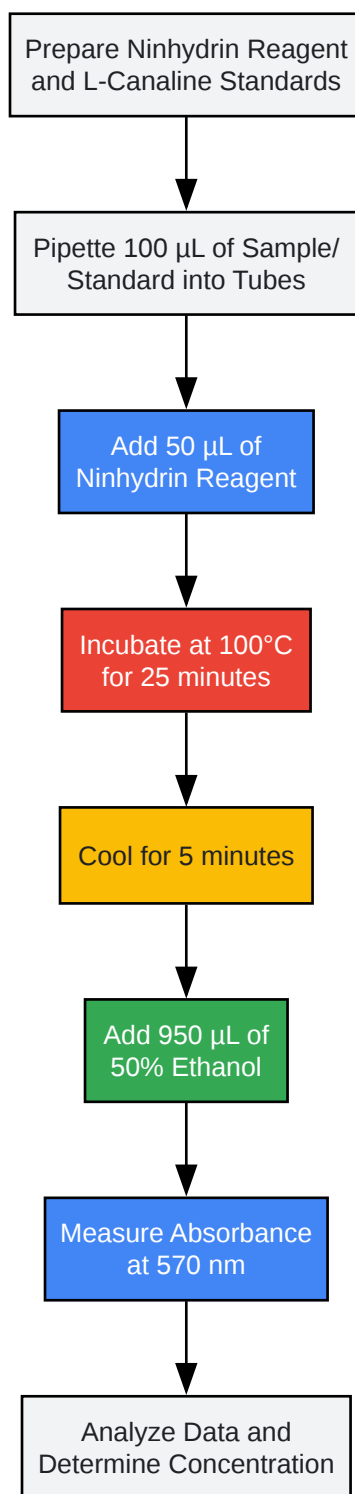 Prepare Ninhydrin Reagent
and L-Canaline Standards
Pipette 100 µL of Sample/
Standard into Tubes
Add 50 µL of
Ninhydrin Reagent
Incubate at 100°C
for 25 minutes
Cool for 5 minutes
Add 950 µL of
50% Ethanol
Measure Absorbance
at 570 nm
Analyze Data and
Determine Concentration